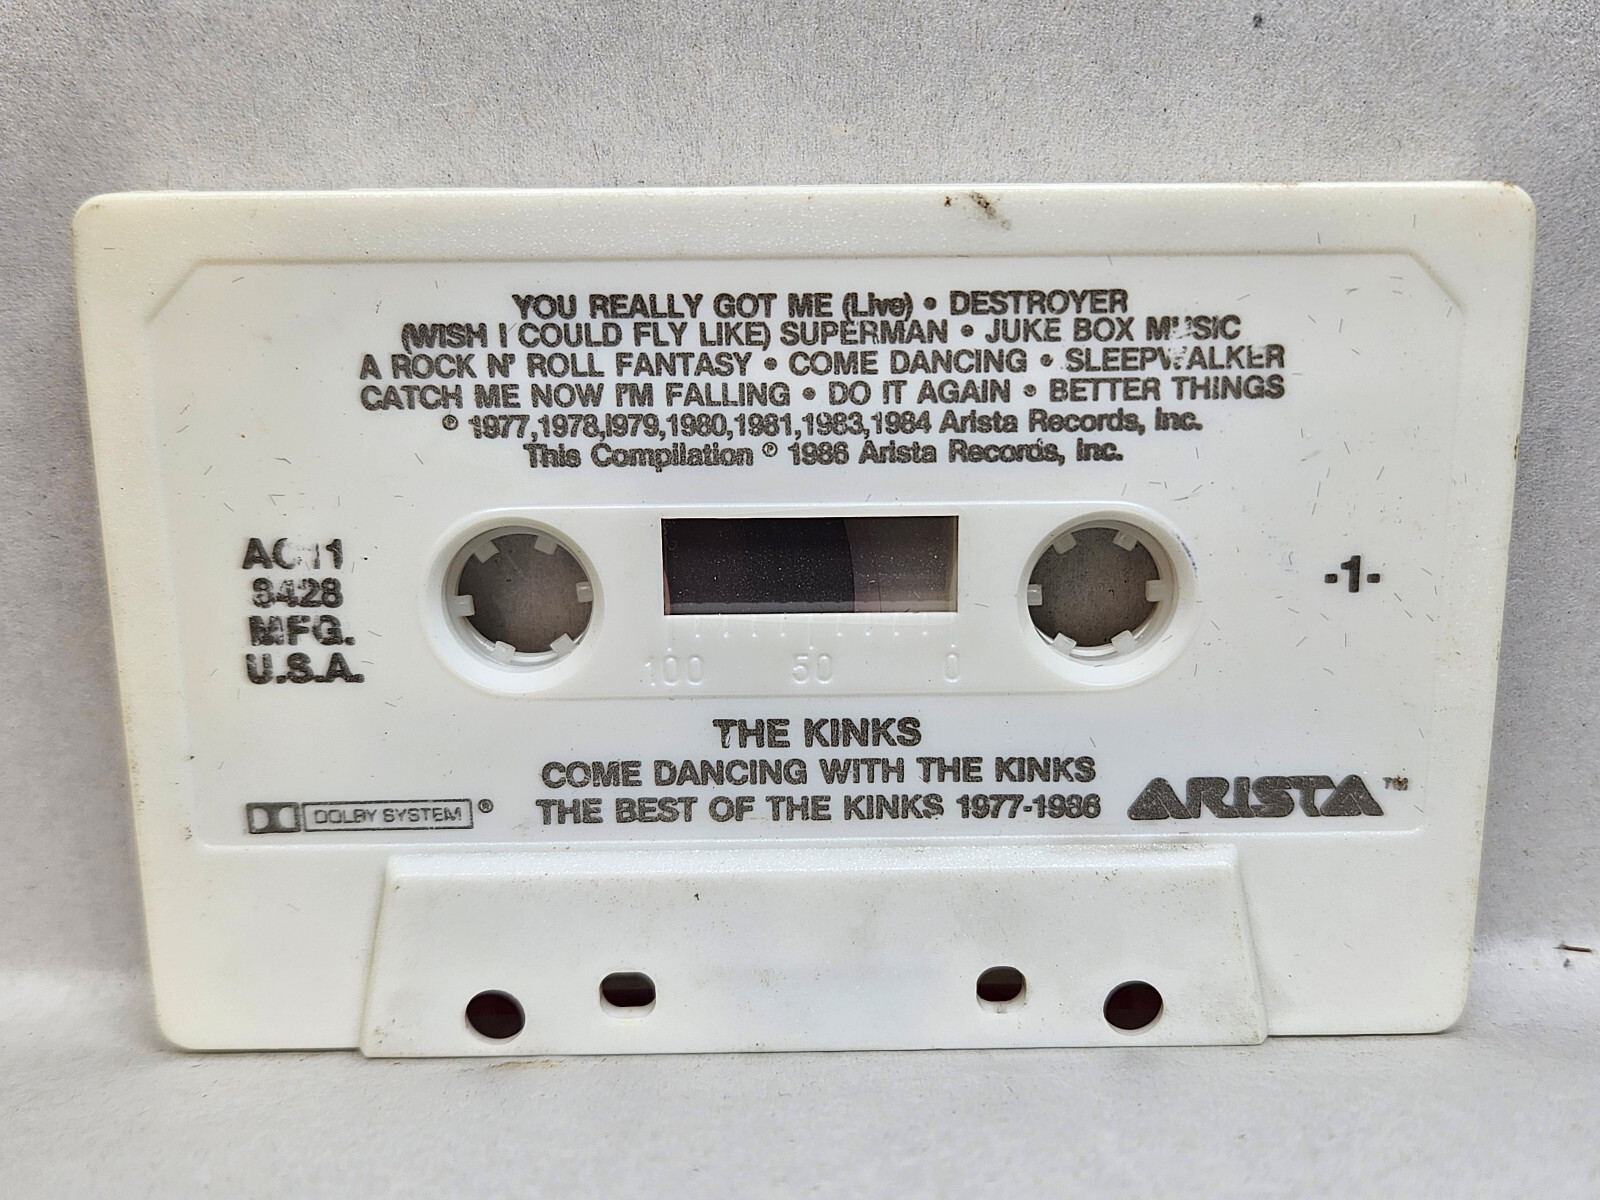 YOU REALLY GOT ME (Live) • DESTROYER
(WISH I COULD FLY LIKE) SUPERMAN • JUKE BOX MUSIC
A ROCK N' ROLL FANTASY • COME DANCING • SLEEPWALKER
CATCH ME NOW I'M FALLING • DO IT AGAIN • BETTER THINGS
℗ 1977,1978,1979,1980,1981,1983,1984 Arista Records, Inc.
This Compilation ℗ 1986 Arista Records, Inc.
AC11
8428
MFG.
U.S.A.
-1-
100 50 0
THE KINKS
COME DANCING WITH THE KINKS
THE BEST OF THE KINKS 1977-1986
DOLBY SYSTEM ®
ARISTA™